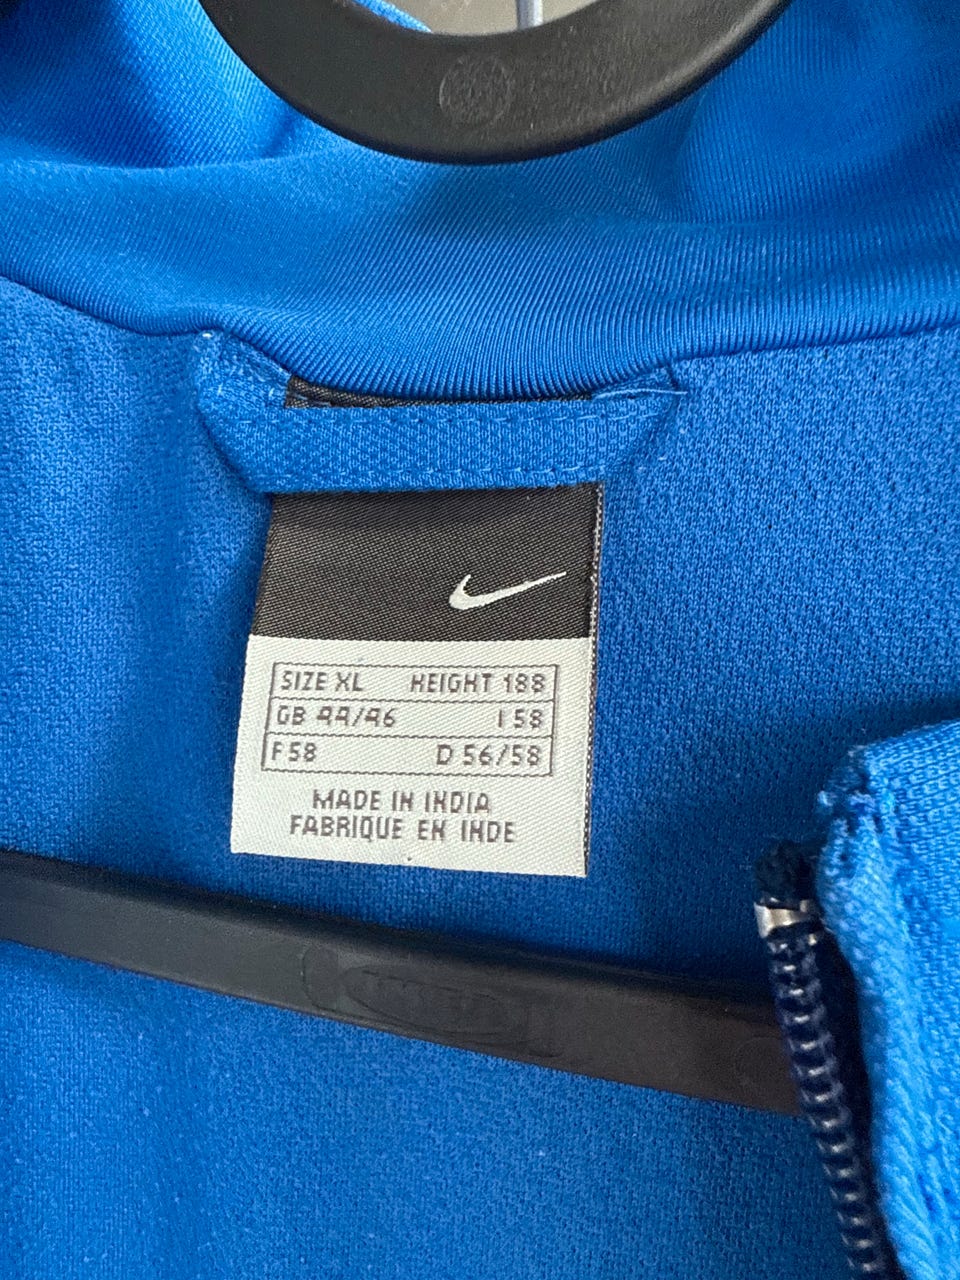 SIZE XL HEIGHT 188
GB 44/46 I 58
F 58 D 56/58
MADE IN INDIA
FABRIQUE EN INDE